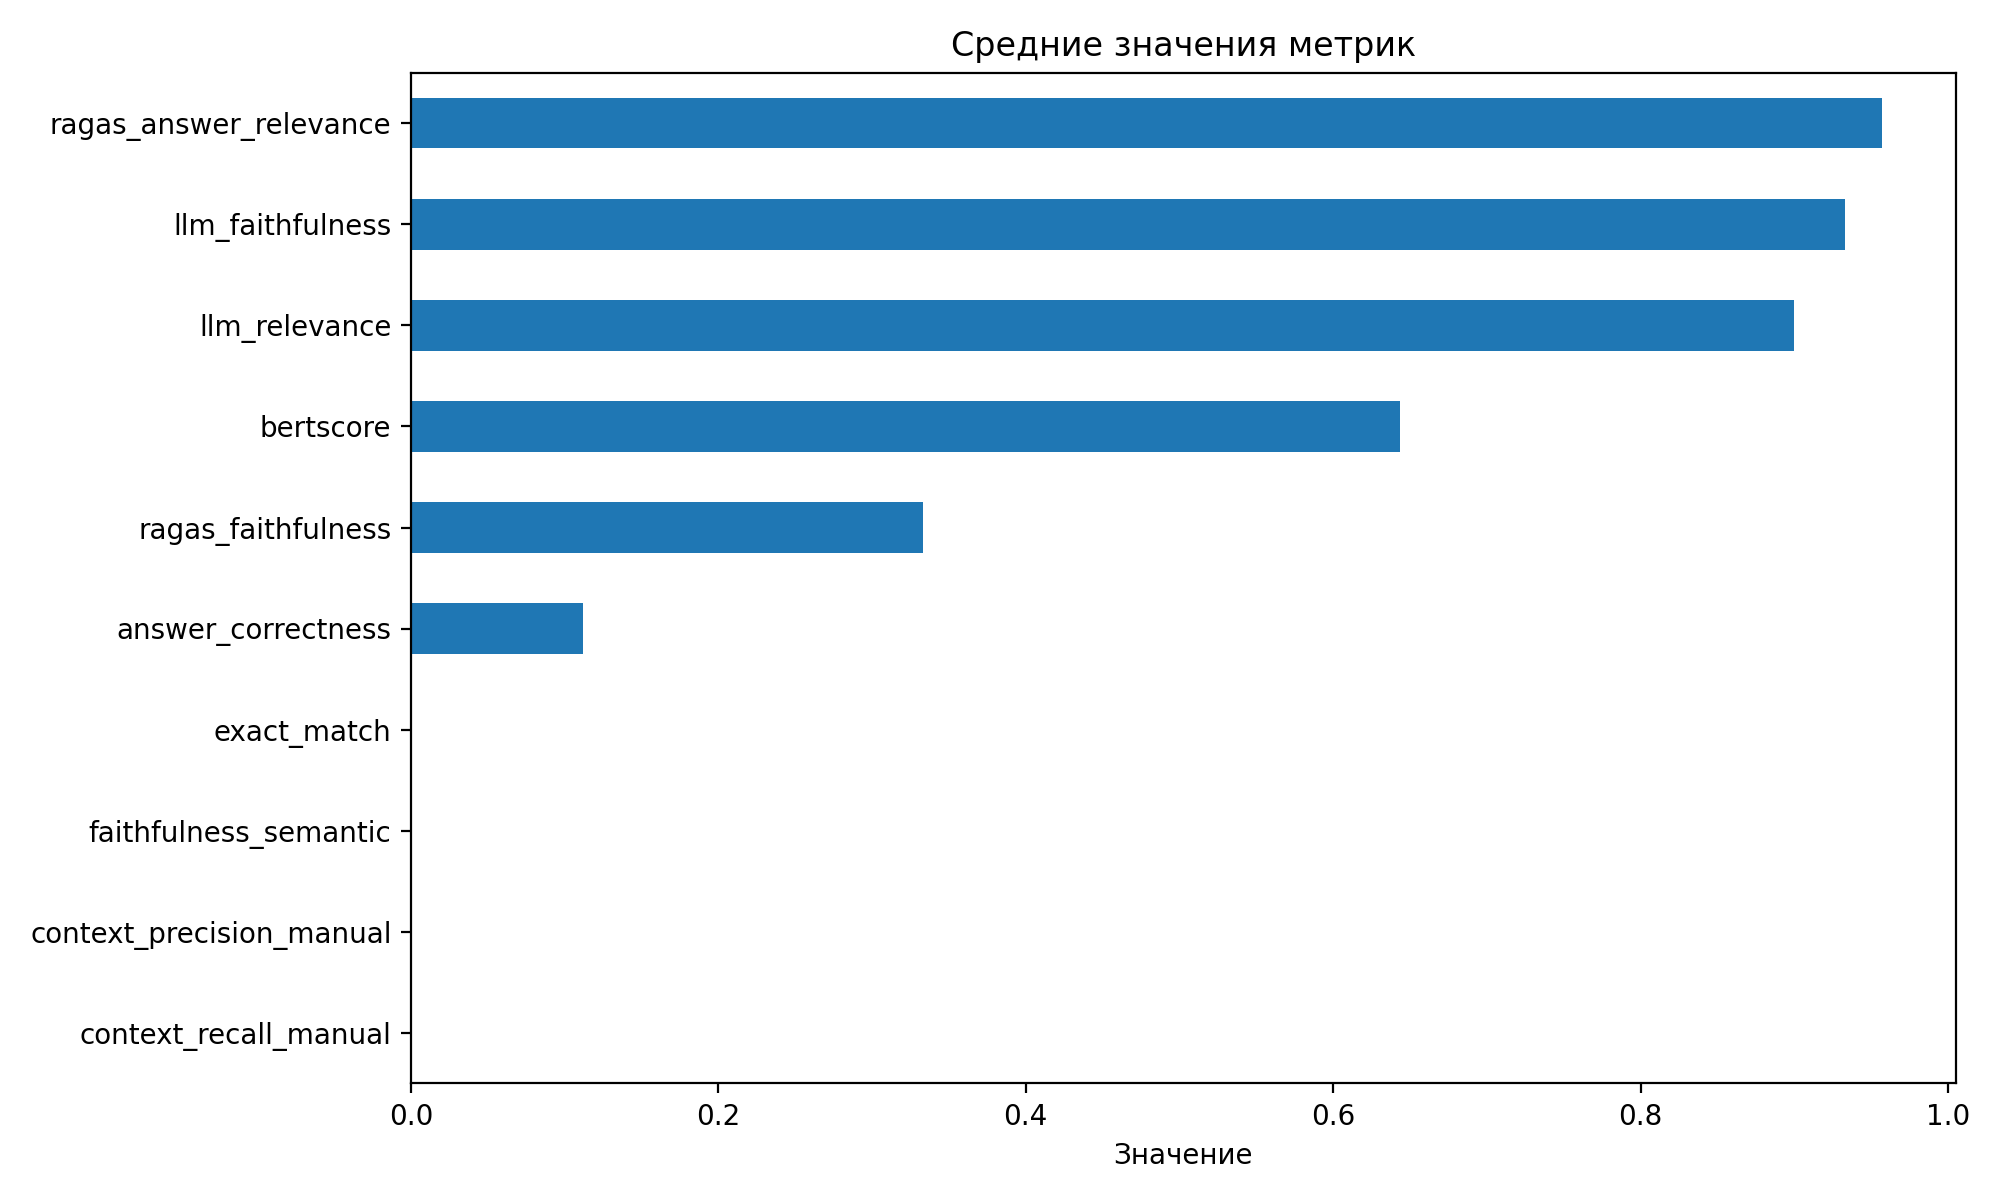 Средние значения метрик
ragas_answer_relevance
llm_faithfulness
llm_relevance
bertscore
ragas_faithfulness
answer_correctness
exact_match
faithfulness_semantic
context_precision_manual
context_recall_manual
0.0 0.2 0.4 0.6 0.8 1.0
Значение